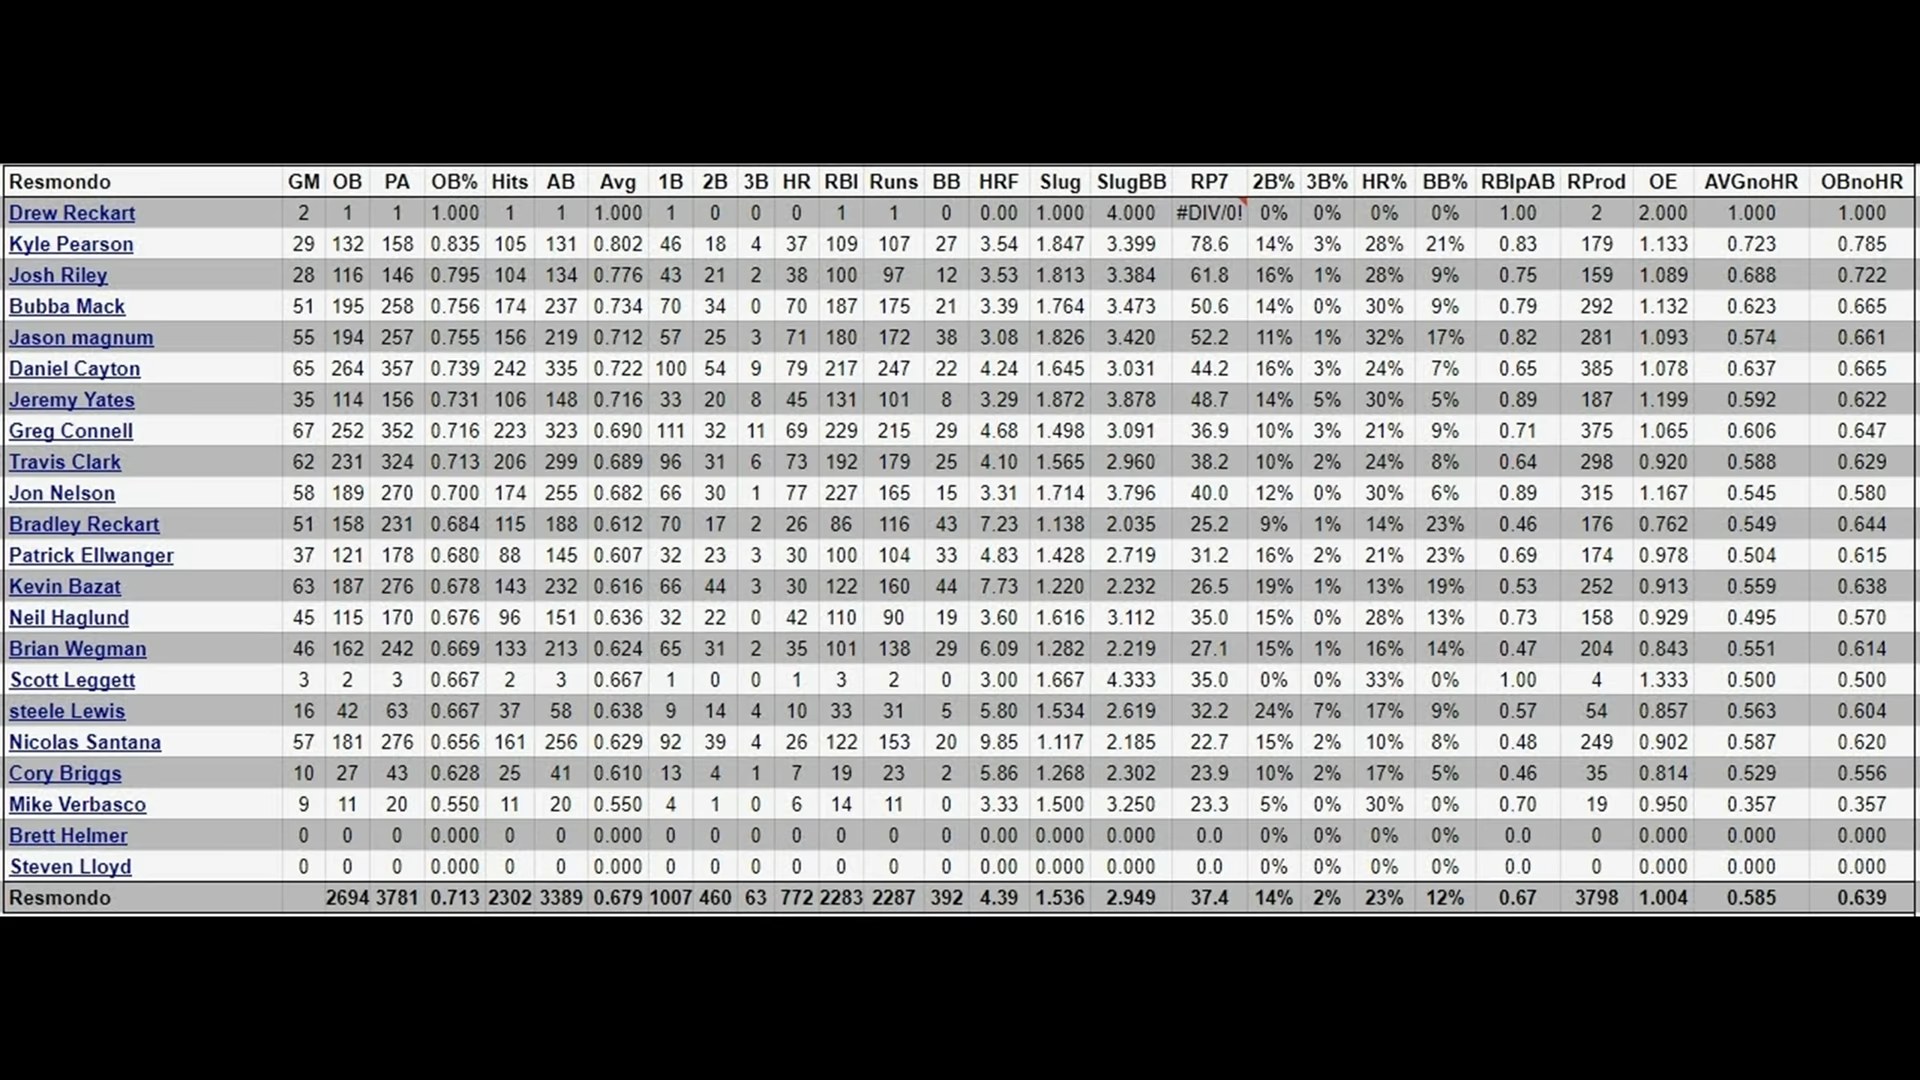 Resmondo GM OB PA OB% Hits AB Avg 1B 2B 3B HR RBI Runs BB HRF Slug SlugBB RP7 2B% 3B% HR% BB% RBIpAB RProd OE AVGnoHR OBnoHR
Drew Reckart 2 1 1 1.000 1 1 1.000 1 0 0 0 1 1 0 0.00 1.000 4.000 #DIV/0! 0% 0% 0% 0% 1.00 2 2.000 1.000 1.000
Kyle Pearson 29 132 158 0.835 105 131 0.802 46 18 4 37 109 107 27 3.54 1.847 3.399 78.6 14% 3% 28% 21% 0.83 179 1.133 0.723 0.785
Josh Riley 28 116 146 0.795 104 134 0.776 43 21 2 38 100 97 12 3.53 1.813 3.384 61.8 16% 1% 28% 9% 0.75 159 1.089 0.688 0.722
Bubba Mack 51 195 258 0.756 174 237 0.734 70 34 0 70 187 175 21 3.39 1.764 3.473 50.6 14% 0% 30% 9% 0.79 292 1.132 0.623 0.665
Jason magnum 55 194 257 0.755 156 219 0.712 57 25 3 71 180 172 38 3.08 1.826 3.420 52.2 11% 1% 32% 17% 0.82 281 1.093 0.574 0.661
Daniel Cayton 65 264 357 0.739 242 335 0.722 100 54 9 79 217 247 22 4.24 1.645 3.031 44.2 16% 3% 24% 7% 0.65 385 1.078 0.637 0.665
Jeremy Yates 35 114 156 0.731 106 148 0.716 33 20 8 45 131 101 8 3.29 1.872 3.878 48.7 14% 5% 30% 5% 0.89 187 1.199 0.592 0.622
Greg Connell 67 252 352 0.716 223 323 0.690 111 32 11 69 229 215 29 4.68 1.498 3.091 36.9 10% 3% 21% 9% 0.71 375 1.065 0.606 0.647
Travis Clark 62 231 324 0.713 206 299 0.689 96 31 6 73 192 179 25 4.10 1.565 2.960 38.2 10% 2% 24% 8% 0.64 298 0.920 0.588 0.629
Jon Nelson 58 189 270 0.700 174 255 0.682 66 30 1 77 227 165 15 3.31 1.714 3.796 40.0 12% 0% 30% 6% 0.89 315 1.167 0.545 0.580
Bradley Reckart 51 158 231 0.684 115 188 0.612 70 17 2 26 86 116 43 7.23 1.138 2.035 25.2 9% 1% 14% 23% 0.46 176 0.762 0.549 0.644
Patrick Ellwanger 37 121 178 0.680 88 145 0.607 32 23 3 30 100 104 33 4.83 1.428 2.719 31.2 16% 2% 21% 23% 0.69 174 0.978 0.504 0.615
Kevin Bazat 63 187 276 0.678 143 232 0.616 66 44 3 30 122 160 44 7.73 1.220 2.232 26.5 19% 1% 13% 19% 0.53 252 0.913 0.559 0.638
Neil Haglund 45 115 170 0.676 96 151 0.636 32 22 0 42 110 90 19 3.60 1.616 3.112 35.0 15% 0% 28% 13% 0.73 158 0.929 0.495 0.570
Brian Wegman 46 162 242 0.669 133 213 0.624 65 31 2 35 101 138 29 6.09 1.282 2.219 27.1 15% 1% 16% 14% 0.47 204 0.843 0.551 0.614
Scott Leggett 3 2 3 0.667 2 3 0.667 1 0 0 1 3 2 0 3.00 1.667 4.333 35.0 0% 0% 33% 0% 1.00 4 1.333 0.500 0.500
steele Lewis 16 42 63 0.667 37 58 0.638 9 14 4 10 33 31 5 5.80 1.534 2.619 32.2 24% 7% 17% 9% 0.57 54 0.857 0.563 0.604
Nicolas Santana 57 181 276 0.656 161 256 0.629 92 39 4 26 122 153 20 9.85 1.117 2.185 22.7 15% 2% 10% 8% 0.48 249 0.902 0.587 0.620
Cory Briggs 10 27 43 0.628 25 41 0.610 13 4 1 7 19 23 2 5.86 1.268 2.302 23.9 10% 2% 17% 5% 0.46 35 0.814 0.529 0.556
Mike Verbasco 9 11 20 0.550 11 20 0.550 4 1 0 6 14 11 0 3.33 1.500 3.250 23.3 5% 0% 30% 0% 0.70 19 0.950 0.357 0.357
Brett Helmer 0 0 0 0.000 0 0 0.000 0 0 0 0 0 0 0 0.00 0.000 0.000 0.0 0% 0% 0% 0% 0.0 0 0.000 0.000 0.000
Steven Lloyd 0 0 0 0.000 0 0 0.000 0 0 0 0 0 0 0 0.00 0.000 0.000 0.0 0% 0% 0% 0% 0.0 0 0.000 0.000 0.000
Resmondo 2694 3781 0.713 2302 3389 0.679 1007 460 63 772 2283 2287 392 4.39 1.536 2.949 37.4 14% 2% 23% 12% 0.67 3798 1.004 0.585 0.639